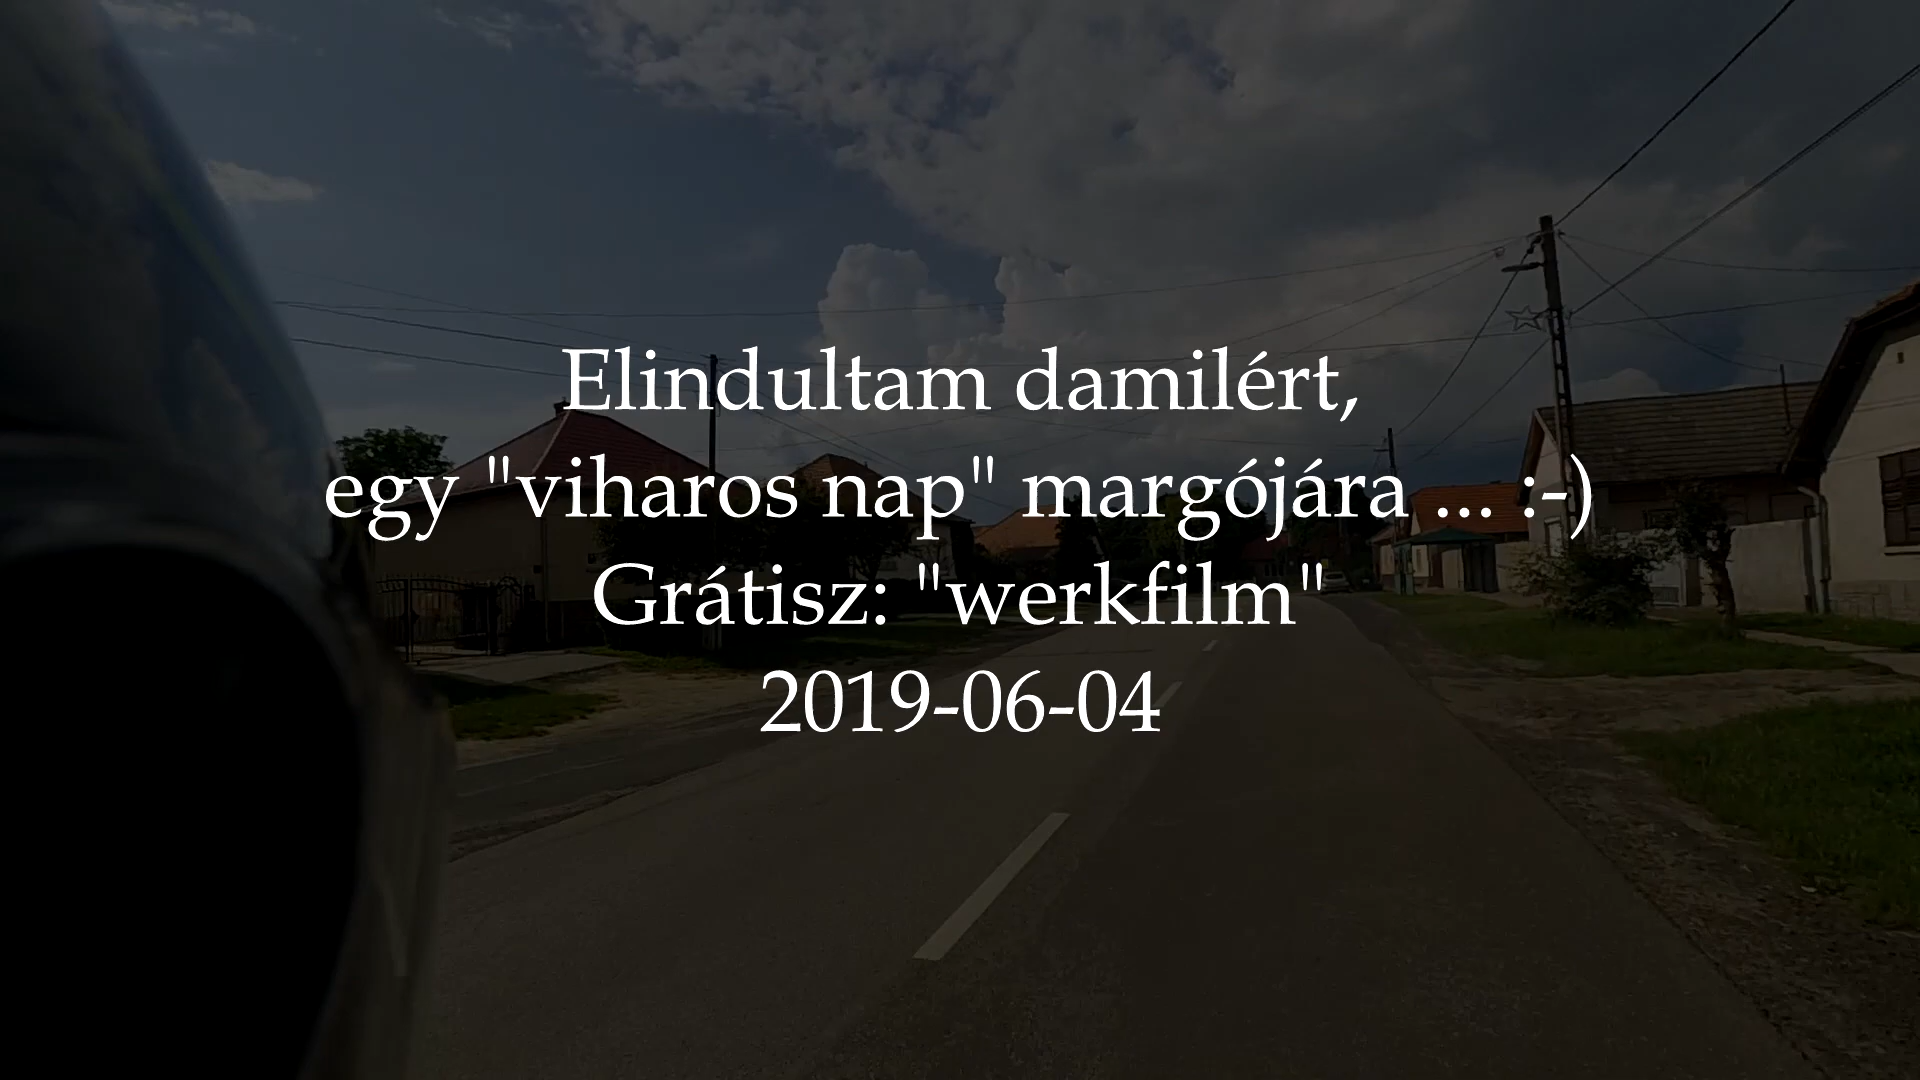 Elindultam damilért,
egy "viharos nap" margójára ... :-)
Grátisz: "werkfilm"
2019-06-04